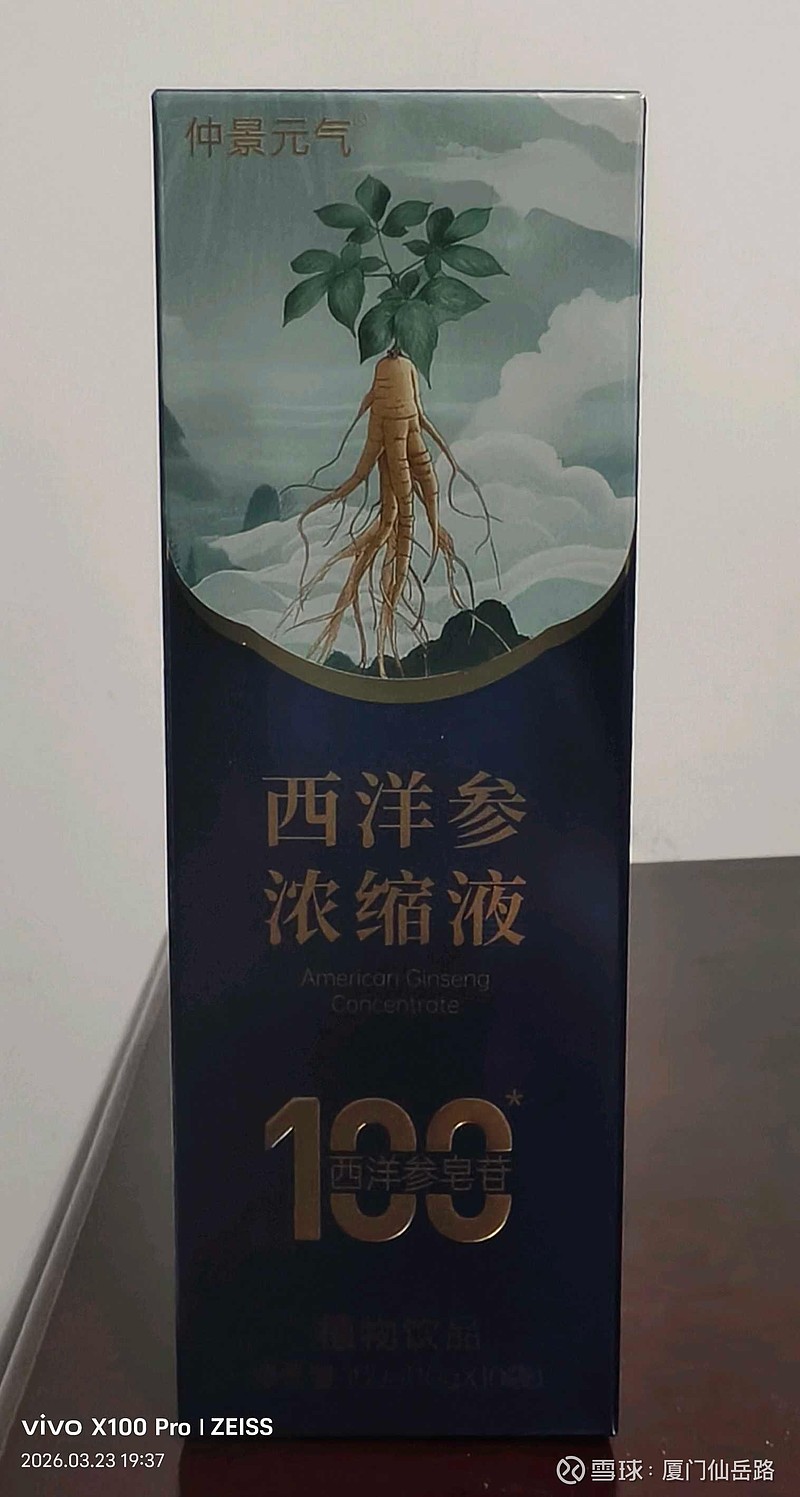 仲景元气
西洋参
浓缩液
American Ginseng
Concentrate
100*
西洋参皂苷
植物饮品
vivo X100 Pro | ZEISS
2026.03.23 19:37
雪球：厦门仙岳路